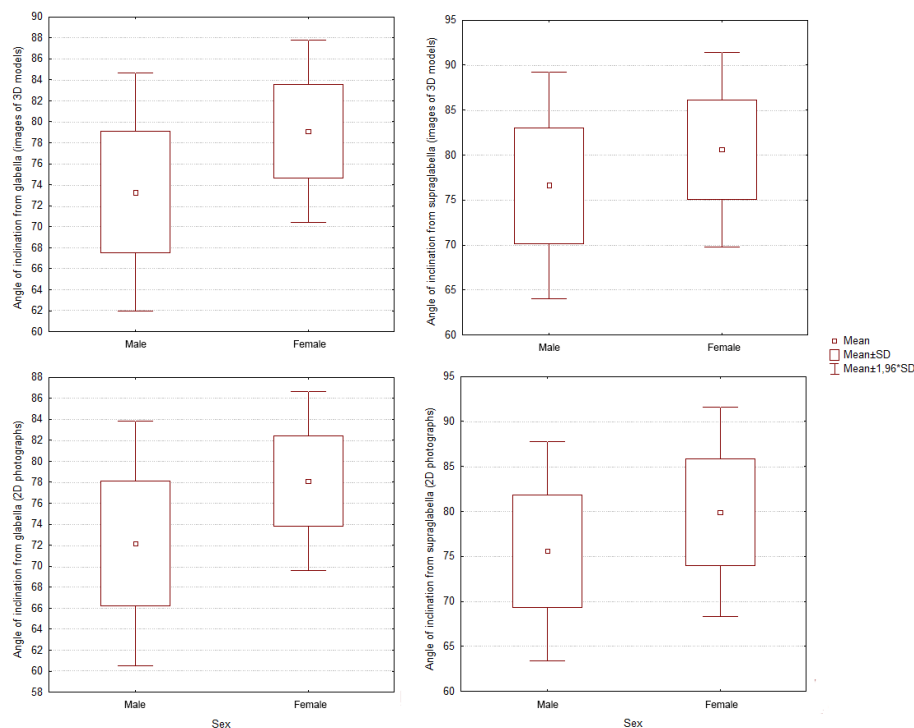 Angle of inclination from glabella (images of 3D models)
90
88
86
84
82
80
78
76
74
72
70
68
66
64
62
60
Male
Female
Angle of inclination from supraglabella (images of 3D models)
95
90
85
80
75
70
65
60
Male
Female
Mean
Mean±SD
Mean±1,96*SD
Angle of inclination from glabella (2D photographs)
88
86
84
82
80
78
76
74
72
70
68
66
64
62
60
58
Male
Female
Sex
Angle of inclination from supraglabella (2D photographs)
95
90
85
80
75
70
65
60
Male
Female
Sex